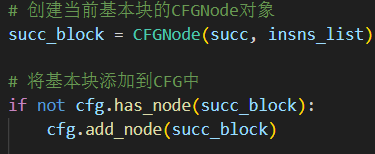 # 创建当前基本块的CFGNode对象
succ_block = CFGNode(succ, insns_list)
# 将基本块添加到CFG中
if not cfg.has_node(succ_block):
    cfg.add_node(succ_block)